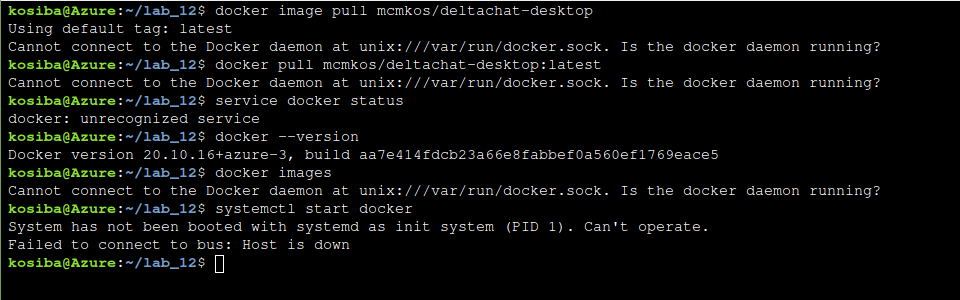 kosiba@Azure:~/lab_12$ docker image pull mcmkos/deltachat-desktop
Using default tag: latest
Cannot connect to the Docker daemon at unix:///var/run/docker.sock. Is the docker daemon running?
kosiba@Azure:~/lab_12$ docker pull mcmkos/deltachat-desktop:latest
Cannot connect to the Docker daemon at unix:///var/run/docker.sock. Is the docker daemon running?
kosiba@Azure:~/lab_12$ service docker status
docker: unrecognized service
kosiba@Azure:~/lab_12$ docker --version
Docker version 20.10.16+azure-3, build aa7e414fdcb23a66e8fabbef0a560ef1769eace5
kosiba@Azure:~/lab_12$ docker images
Cannot connect to the Docker daemon at unix:///var/run/docker.sock. Is the docker daemon running?
kosiba@Azure:~/lab_12$ systemctl start docker
System has not been booted with systemd as init system (PID 1). Can't operate.
Failed to connect to bus: Host is down
kosiba@Azure:~/lab_12$